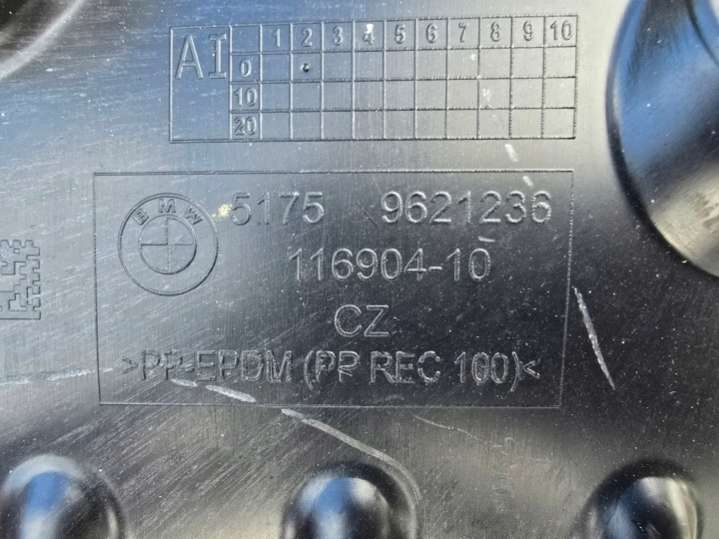 AI 1 2 3 4 5 6 7 8 9 10
0
10
20
BMW 5175 9621236
116904-10
CZ
>PP-EPDM (PP REC 100)<